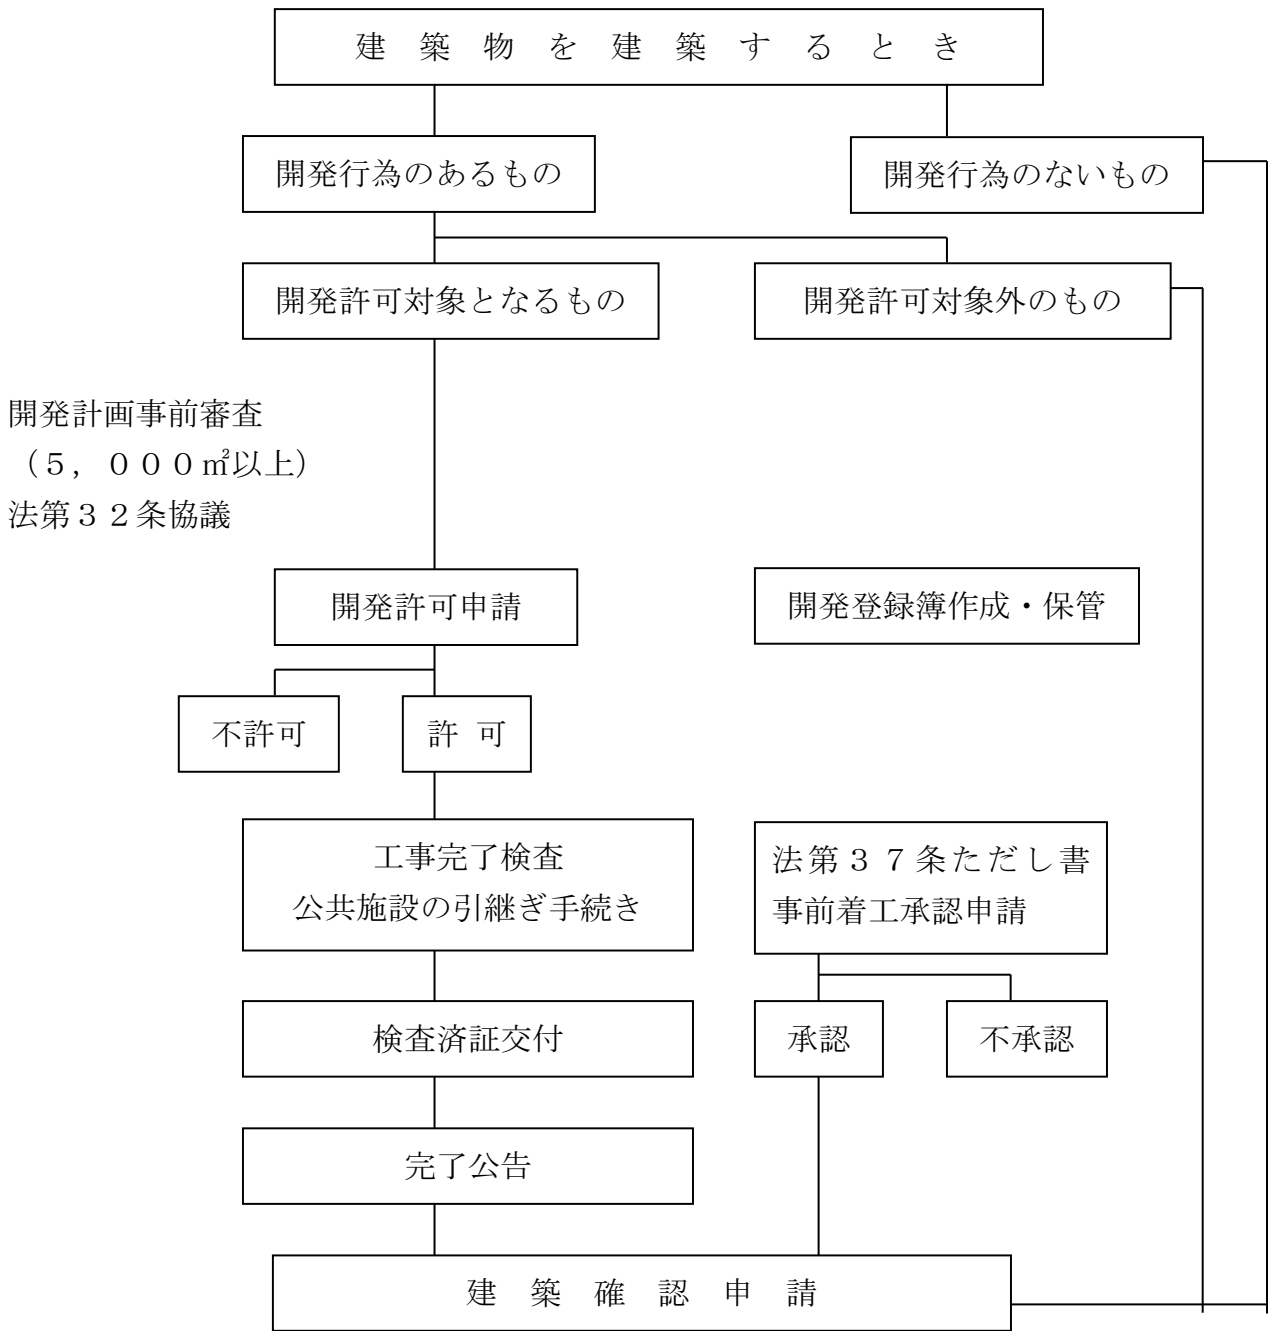 建築物を建築するとき
開発行為のあるもの
開発行為のないもの
開発許可対象となるもの
開発許可対象外のもの
開発計画事前審査
（５，０００㎡以上）
法第３２条協議
開発許可申請
開発登録簿作成・保管
不許可
許可
工事完了検査
公共施設の引継ぎ手続き
法第３７条ただし書
事前着工承認申請
検査済証交付
承認
不承認
完了公告
建築確認申請